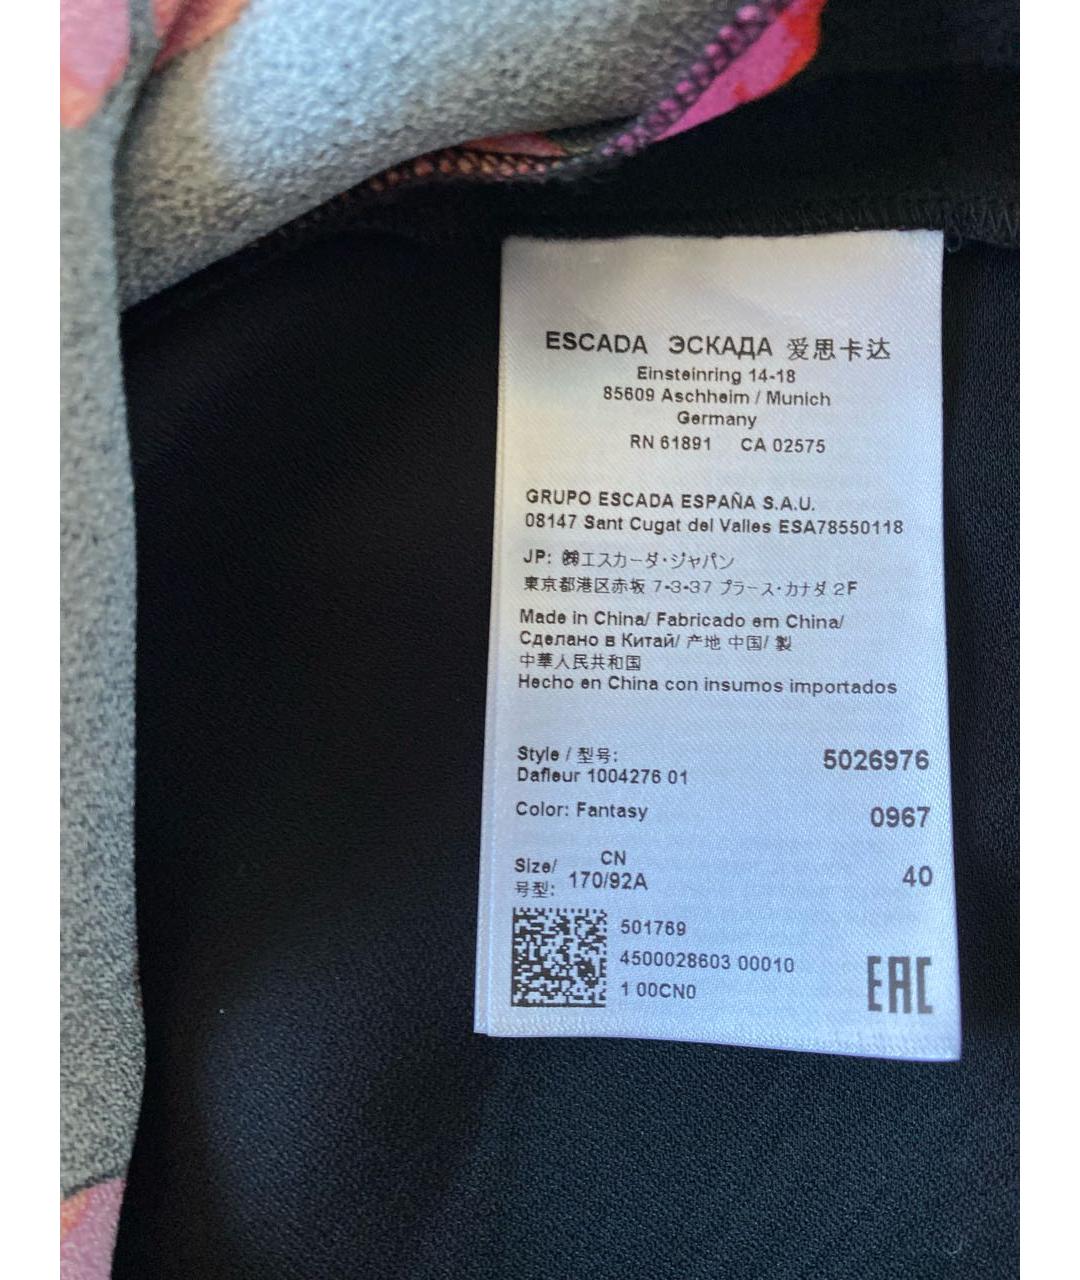 ESCADA ЭСКАДА 爱思卡达
Einsteinring 14-18
85609 Aschheim / Munich
Germany
RN 61891 CA 02575
GRUPO ESCADA ESPAÑA S.A.U.
08147 Sant Cugat del Valles ESA78550118
JP: ㈱エスカーダ・ジャパン
東京都港区赤坂 7-3-37 プラース・カナダ 2F
Made in China/ Fabricado em China/
Сделано в Китай/ 产地 中国/ 製
中華人民共和国
Hecho en China con insumos importados
Style / 型号: 5026976
Dafleur 1004276 01
Color: Fantasy 0967
Size/ CN
号型: 170/92A 40
501769
4500028603 00010
1 00CN0
EAC